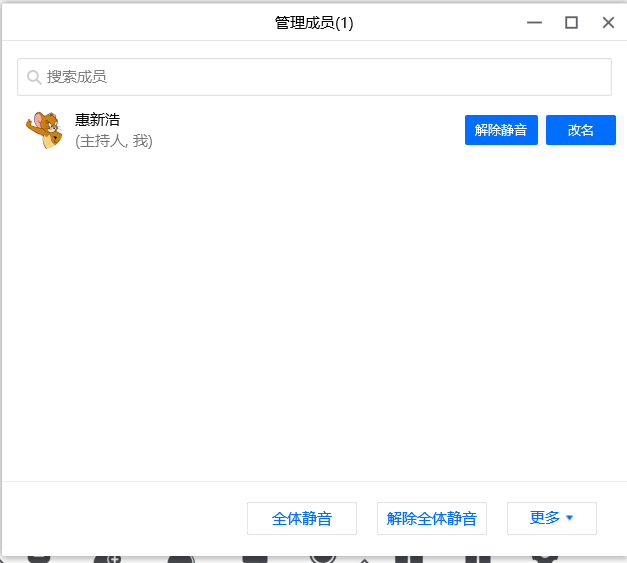 管理成员(1)
搜索成员
惠新浩
(主持人, 我)
解除静音
改名
全体静音
解除全体静音
更多